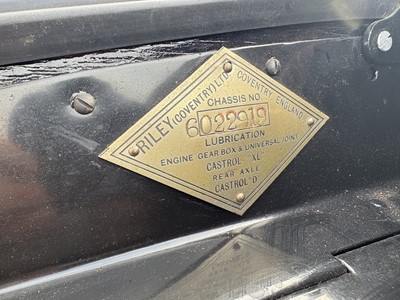 RILEY (COVENTRY) LTD COVENTRY, ENGLAND.
CHASSIS NO.
6022919
LUBRICATION
ENGINE GEAR BOX & UNIVERSAL JOINT
CASTROL "XL"
REAR AXLE
CASTROL "D"